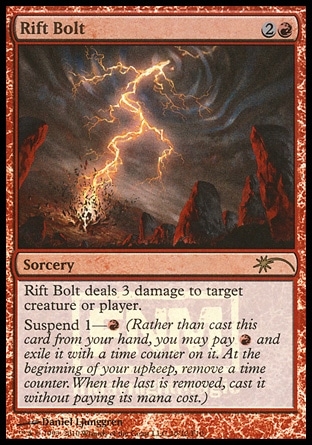 Rift Bolt 2
Sorcery
Rift Bolt deals 3 damage to target
creature or player.
Suspend 1— (Rather than cast this
card from your hand, you may pay and
exile it with a time counter on it. At the
beginning of your upkeep, remove a time
counter. When the last is removed, cast it
without paying its mana cost.)
Daniel Ljunggren